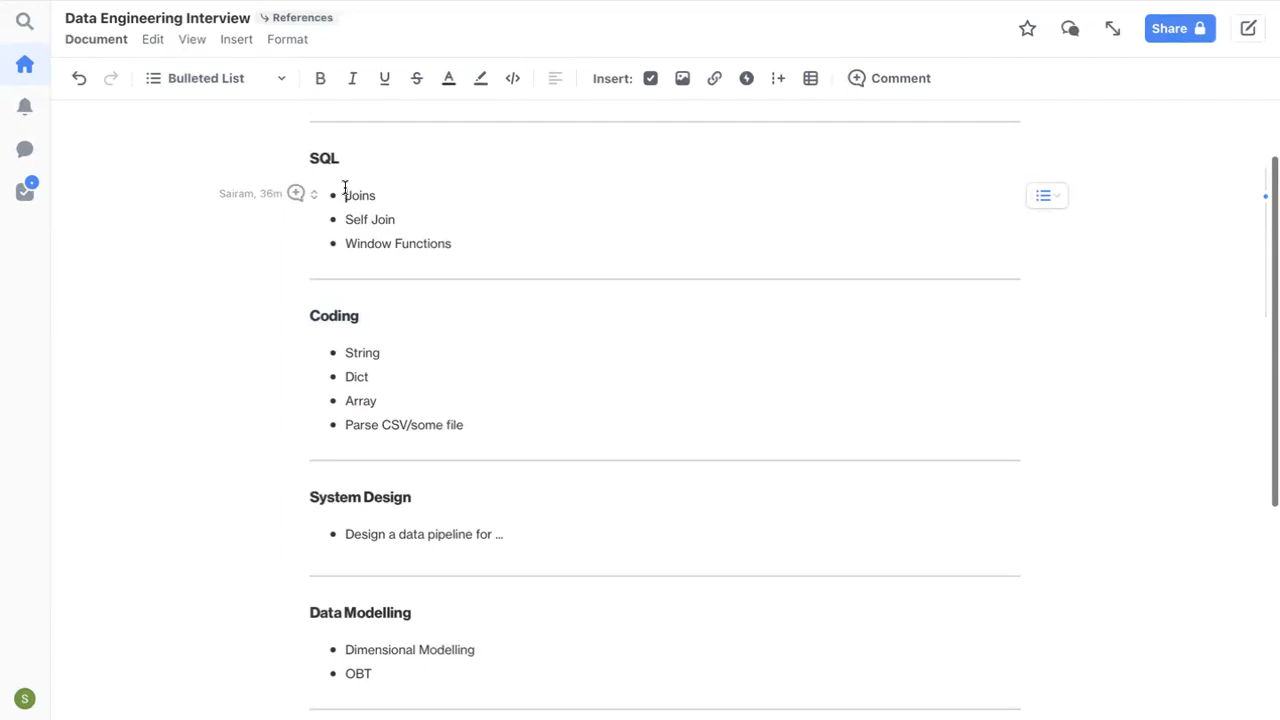 Data Engineering Interview References
Document Edit View Insert Format
Share
Bulleted List B I U S A Insert: Comment
SQL
Sairam, 36m
• Joins
• Self Join
• Window Functions
Coding
• String
• Dict
• Array
• Parse CSV/some file
System Design
• Design a data pipeline for ...
Data Modelling
• Dimensional Modelling
• OBT
S